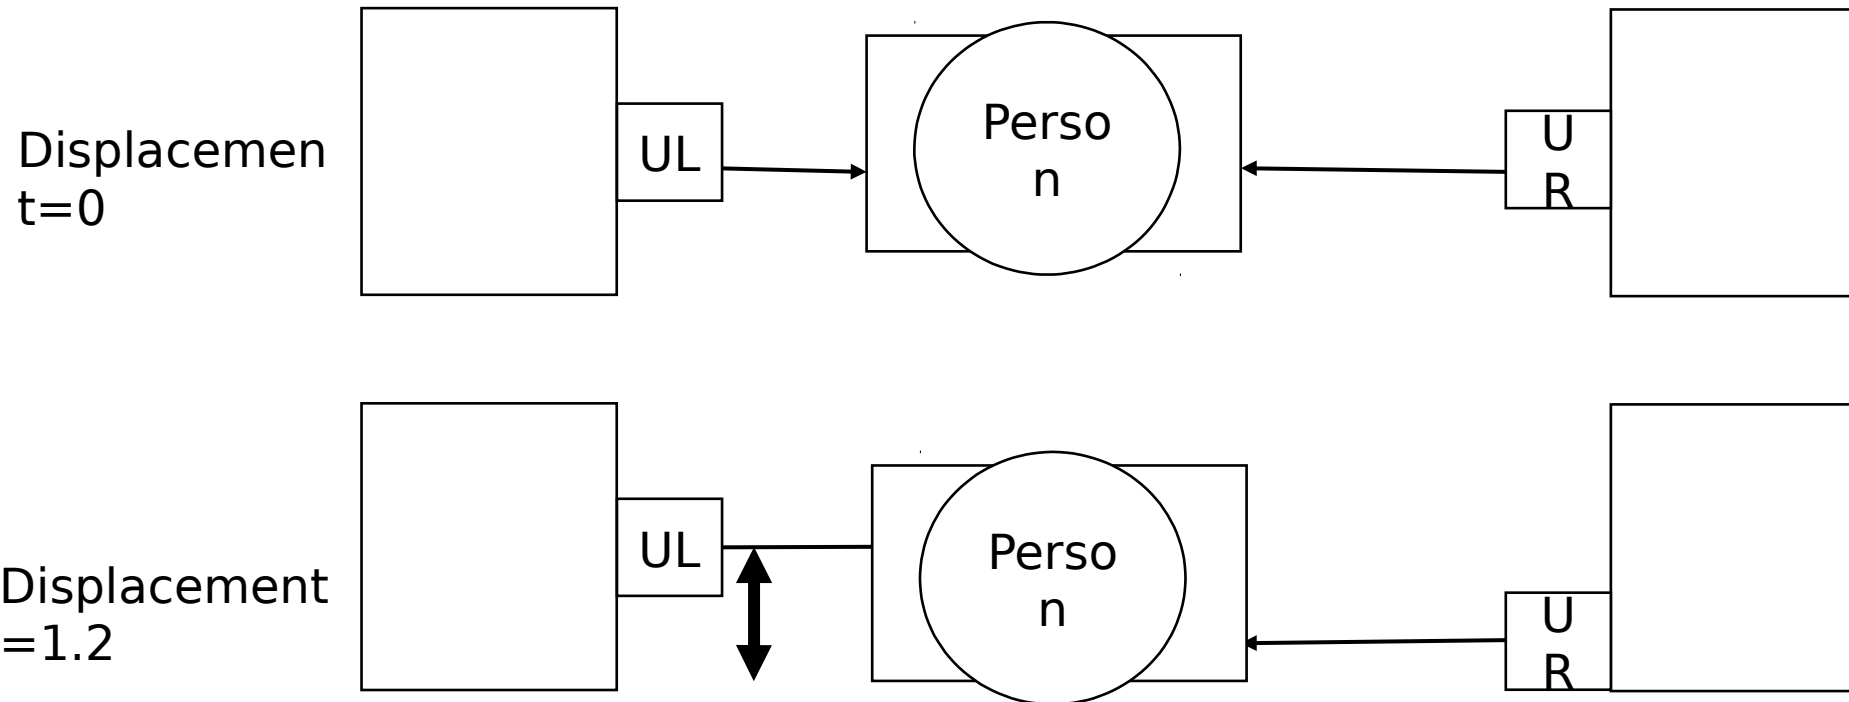 Displacemen
t=0
UL
Perso
n
U
R
Displacement
=1.2
UL
Perso
n
U
R